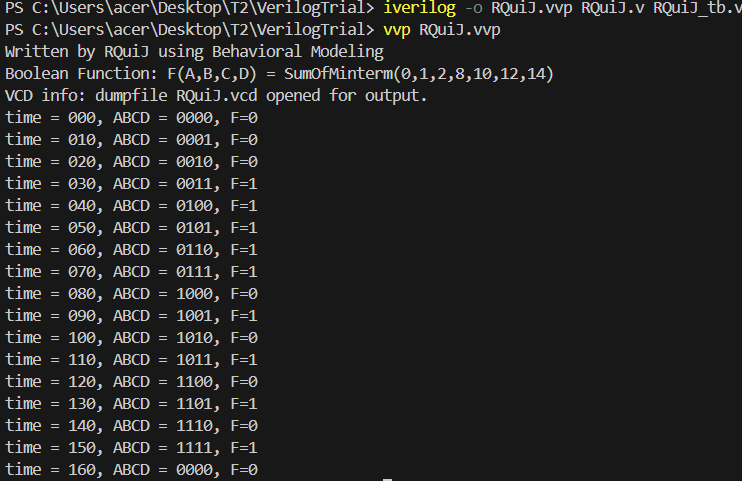 PS C:\Users\acer\Desktop\T2\VerilogTrial> iverilog -o RQuiJ.vvp RQuiJ.v RQuiJ_tb.v
PS C:\Users\acer\Desktop\T2\VerilogTrial> vvp RQuiJ.vvp
Written by RQuiJ using Behavioral Modeling
Boolean Function: F(A,B,C,D) = SumOfMinterm(0,1,2,8,10,12,14)
VCD info: dumpfile RQuiJ.vcd opened for output.
time = 000, ABCD = 0000, F=0
time = 010, ABCD = 0001, F=0
time = 020, ABCD = 0010, F=0
time = 030, ABCD = 0011, F=1
time = 040, ABCD = 0100, F=1
time = 050, ABCD = 0101, F=1
time = 060, ABCD = 0110, F=1
time = 070, ABCD = 0111, F=1
time = 080, ABCD = 1000, F=0
time = 090, ABCD = 1001, F=1
time = 100, ABCD = 1010, F=0
time = 110, ABCD = 1011, F=1
time = 120, ABCD = 1100, F=0
time = 130, ABCD = 1101, F=1
time = 140, ABCD = 1110, F=0
time = 150, ABCD = 1111, F=1
time = 160, ABCD = 0000, F=0